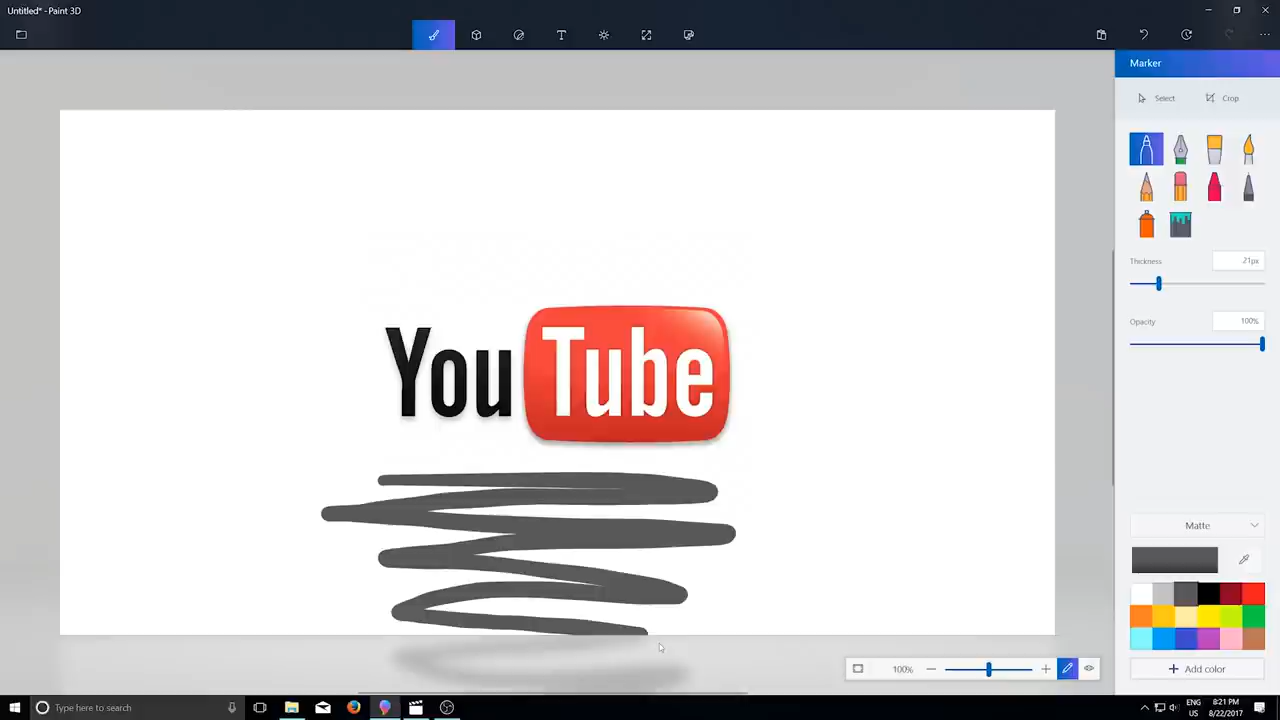 Untitled* - Paint 3D
Marker
Select Crop
Thickness 21px
Opacity 100%
YouTube
Matte
100%
Add color
Type here to search
ENG 8:21 PM
US 8/22/2017